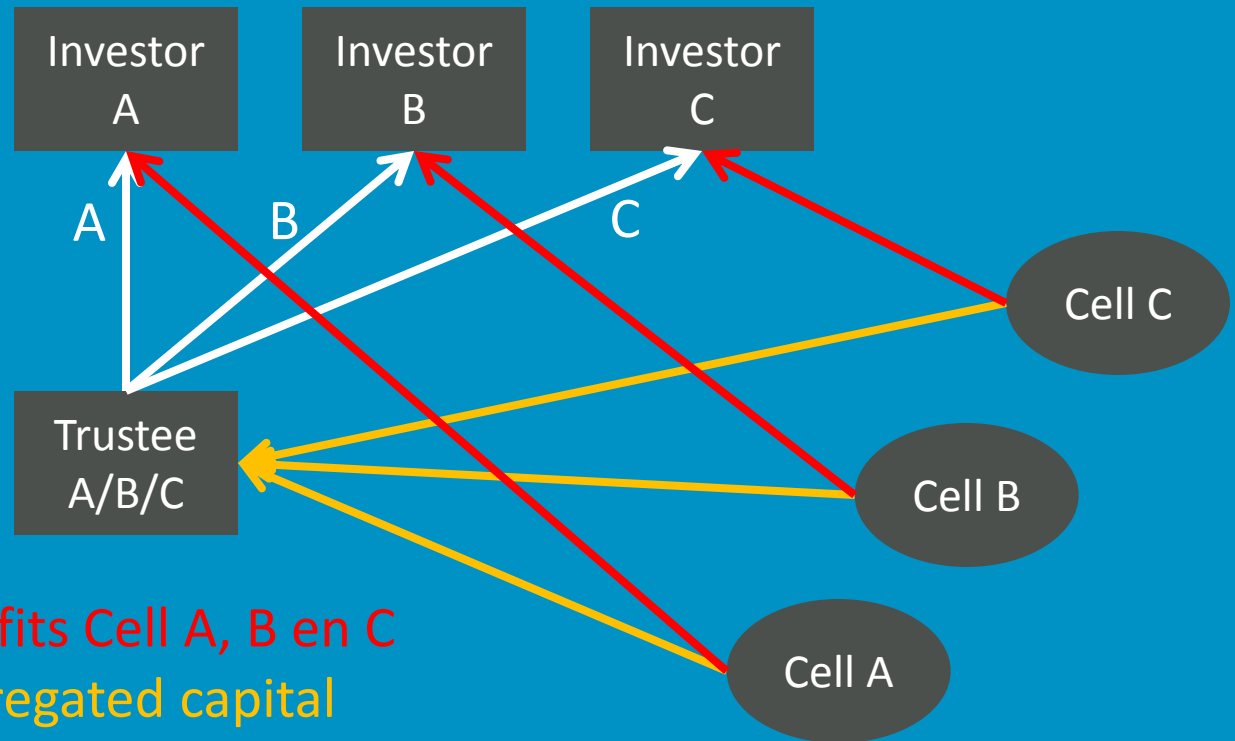 Investor
A
Investor
B
Investor
C
A
B
C
Cell C
Trustee
A/B/C
Cell B
fits Cell A, B en C
regated capital
Cell A